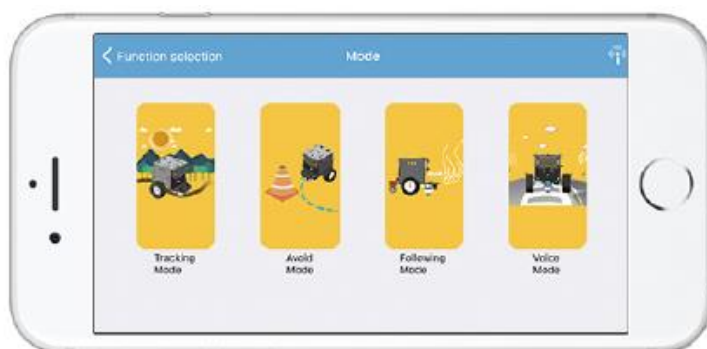 Function selection
Mode
Tracking
Mode
Avoid
Mode
Following
Mode
Voice
Mode